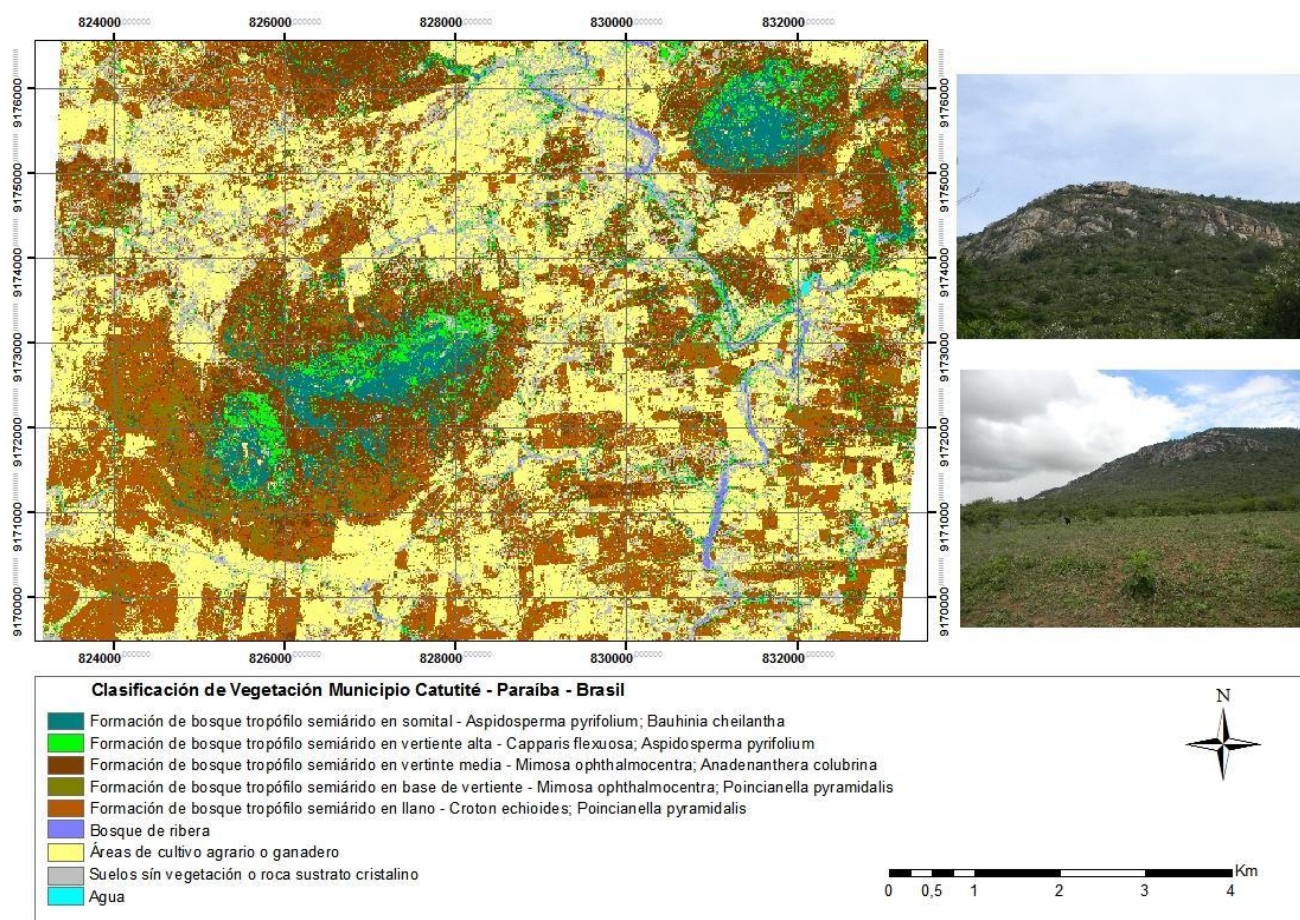 824000 826000 828000 830000 832000
9176000
9175000
9174000
9173000
9172000
9171000
9170000
9176000
9175000
9174000
9173000
9172000
9171000
9170000
824000 826000 828000 830000 832000
Clasificación de Vegetación Municipio Catutité - Paraíba - Brasil
Formación de bosque tropófilo semiárido en somital - Aspidosperma pyrifolium; Bauhinia cheilantha
Formación de bosque tropófilo semiárido en vertiente alta - Capparis flexuosa; Aspidosperma pyrifolium
Formación de bosque tropófilo semiárido en vertinte media - Mimosa ophthalmocentra; Anadenanthera colubrina
Formación de bosque tropófilo semiárido en base de vertiente - Mimosa ophthalmocentra; Poincianella pyramidalis
Formación de bosque tropófilo semiárido en llano - Croton echioides; Poincianella pyramidalis
Bosque de ribera
Áreas de cultivo agrario o ganadero
Suelos sín vegetación o roca sustrato cristalino
Agua
N
Km
0 0,5 1 2 3 4